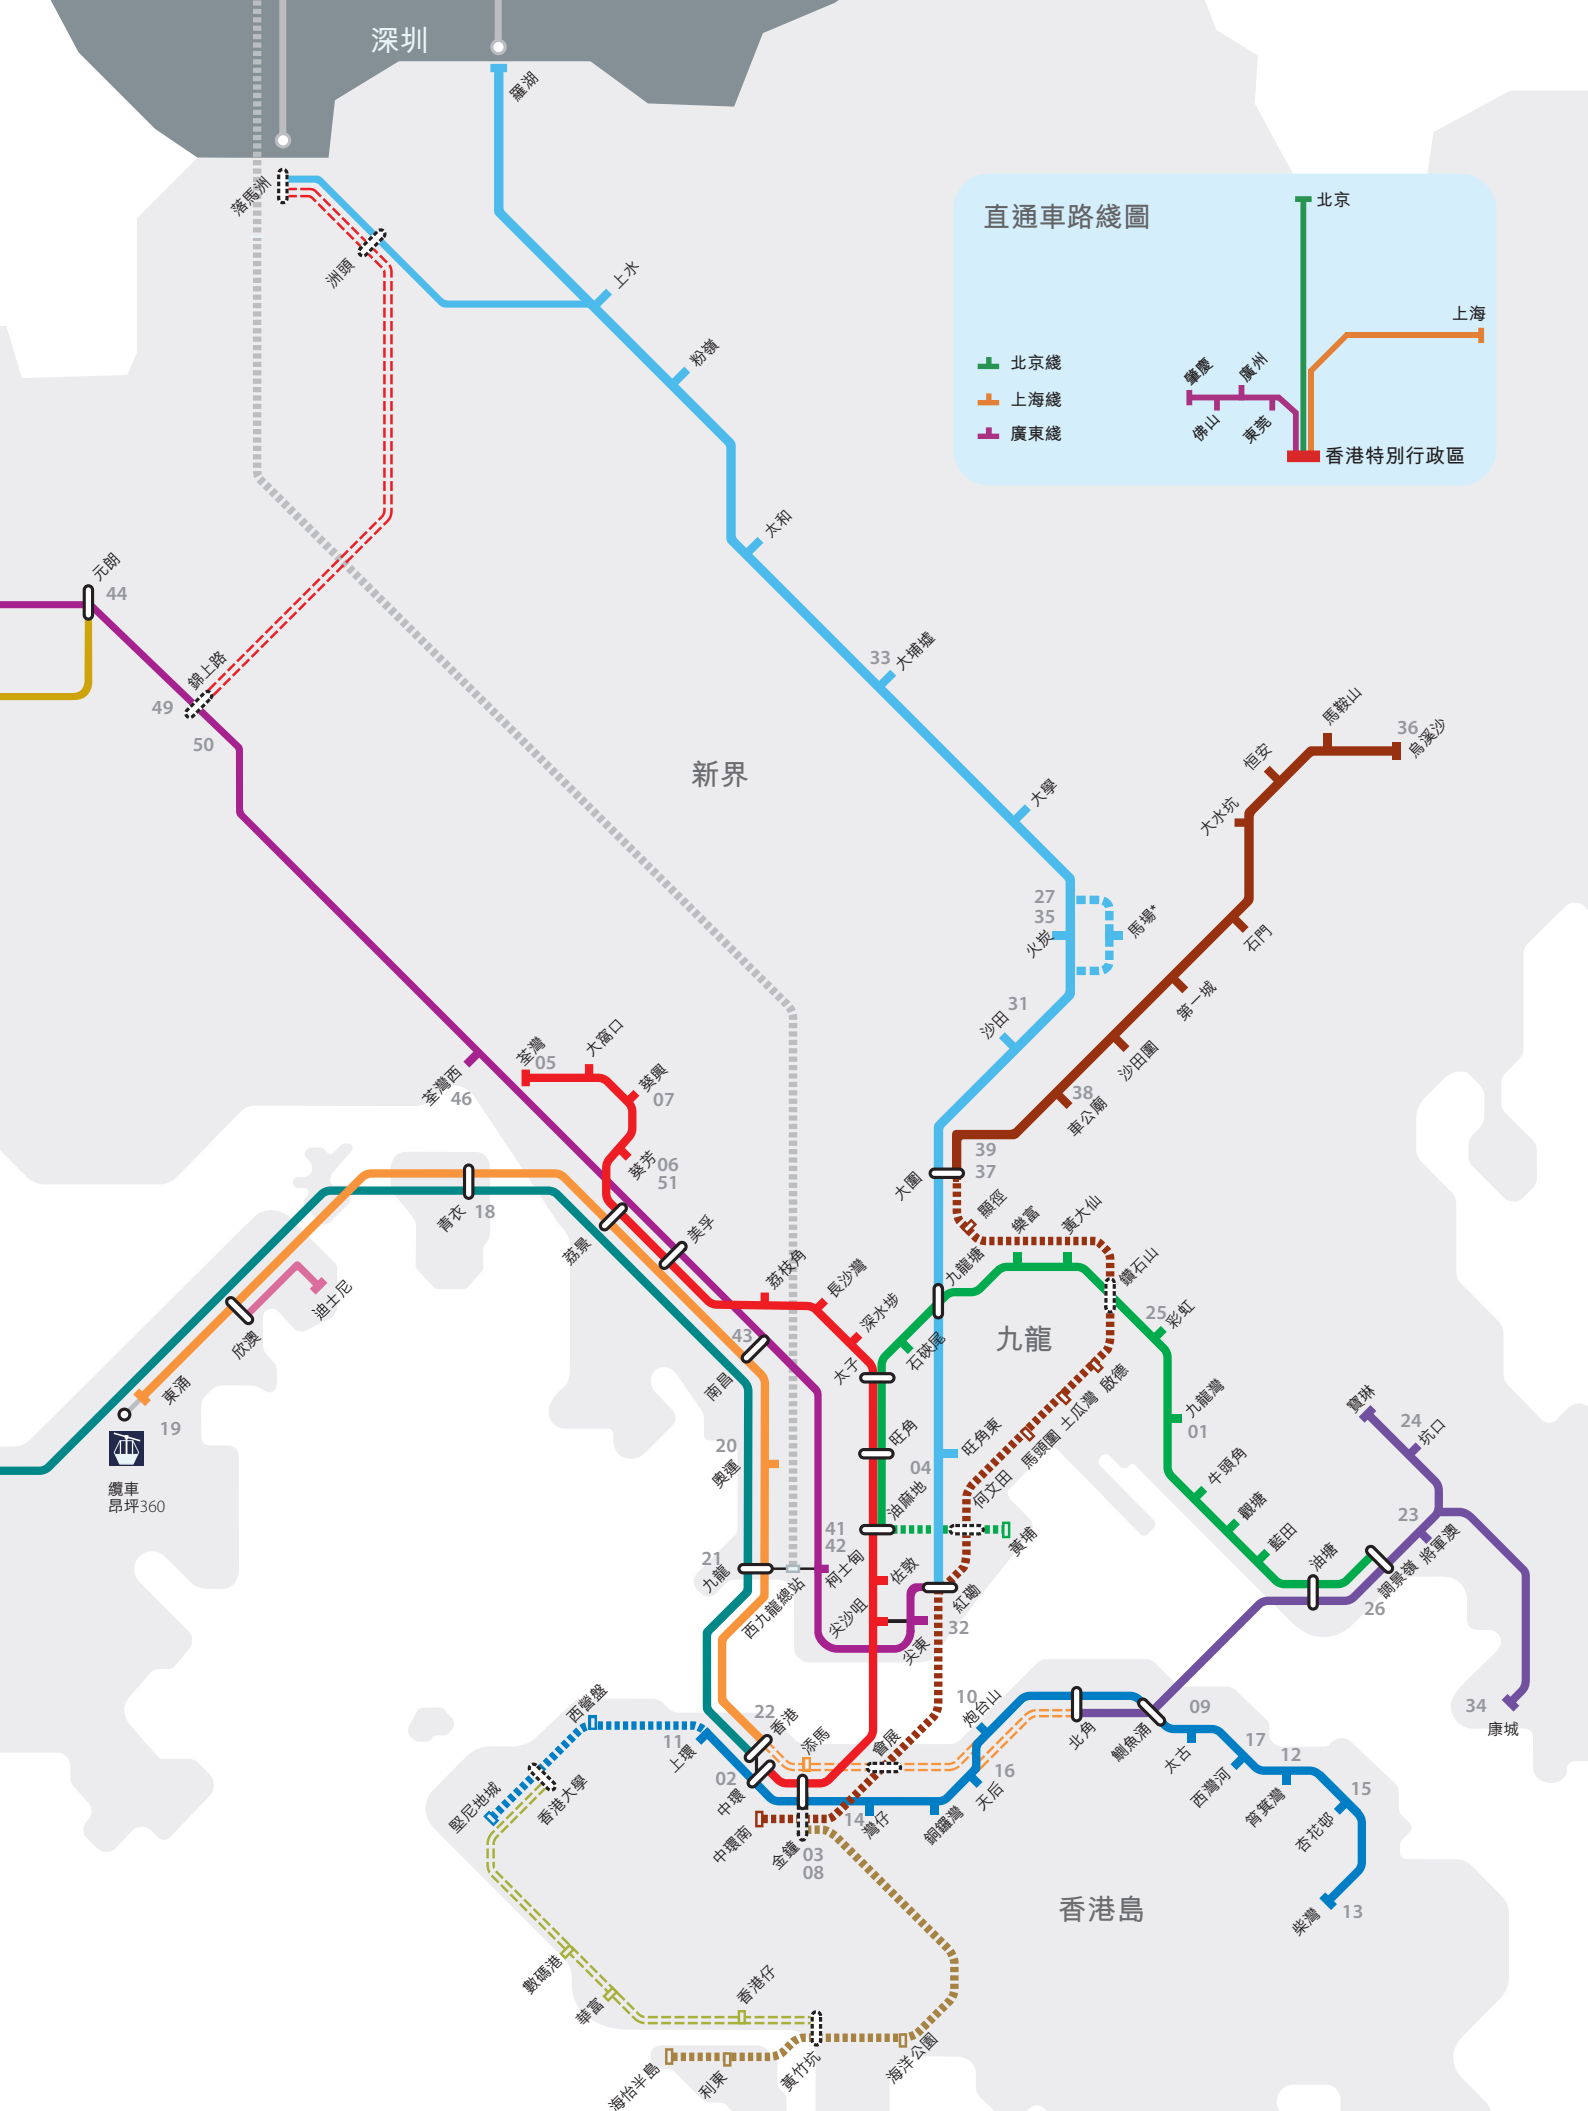 深圳
羅湖
落馬洲
洲頭
上水
直通車路綫圖
北京
上海
北京綫
上海綫
廣東綫
肇慶
廣州
佛山
東莞
香港特別行政區
粉嶺
太和
元朗
44
錦上路
49
50
33
大埔墟
新界
大學
馬鞍山
36
烏溪沙
恒安
大水坑
27
35
火炭
馬場*
石門
第一城
沙田
31
沙田圍
38
車公廟
荃灣
05
大窩口
葵興
07
荃灣西
46
葵芳
06
51
39
37
大圍
顯徑
青衣
18
荔景
美孚
樂富
黃大仙
九龍塘
鑽石山
荔枝角
長沙灣
深水埗
迪士尼
欣澳
43
南昌
太子
石硤尾
九龍
25
彩虹
東涌
19
纜車
昂坪360
啟德
土瓜灣
馬頭圍
九龍灣
01
寶琳
24
坑口
20
奧運
旺角
旺角東
04
何文田
油麻地
牛頭角
觀塘
藍田
油塘
23
將軍澳
調景嶺
26
41
42
柯士甸
黃埔
21
九龍
西九龍總站
佐敦
尖沙咀
紅磡
32
尖東
34
康城
西營盤
22
香港
11
上環
添馬
會展
10
炮台山
北角
鰂魚涌
09
太古
17
西灣河
12
筲箕灣
15
杏花邨
02
中環
16
天后
香港大學
堅尼地城
中環南
金鐘
03
08
14
灣仔
銅鑼灣
香港島
柴灣
13
數碼港
華富
香港仔
海怡半島
利東
黃竹坑
海洋公園